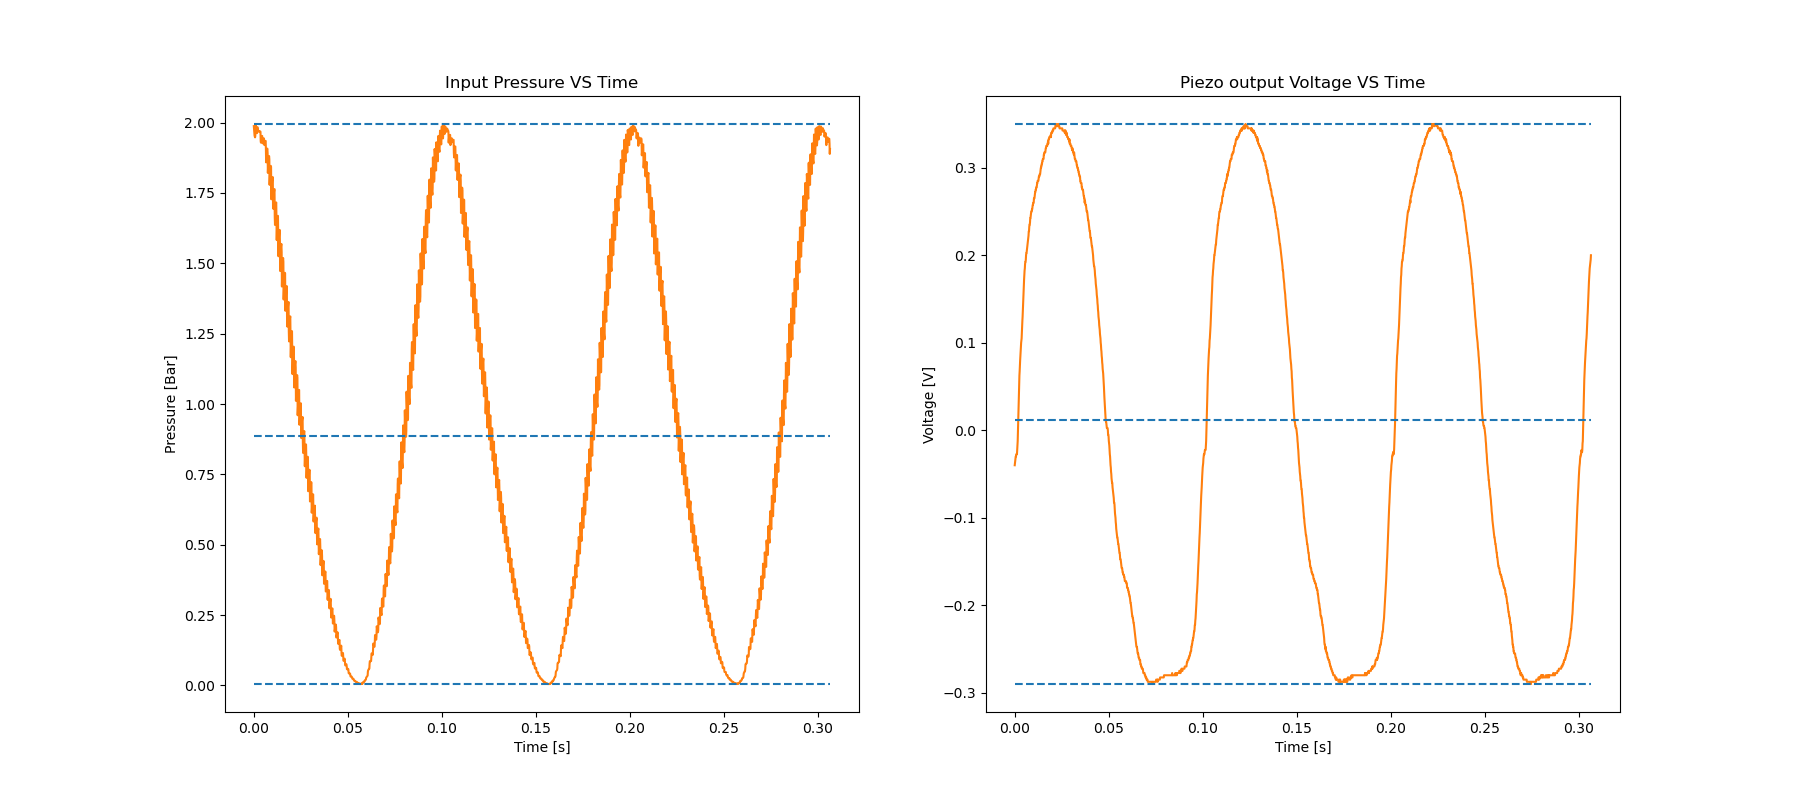 Input Pressure VS Time
Pressure [Bar]
2.00
1.75
1.50
1.25
1.00
0.75
0.50
0.25
0.00
0.00 0.05 0.10 0.15 0.20 0.25 0.30
Time [s]
Piezo output Voltage VS Time
Voltage [V]
0.3
0.2
0.1
0.0
−0.1
−0.2
−0.3
0.00 0.05 0.10 0.15 0.20 0.25 0.30
Time [s]